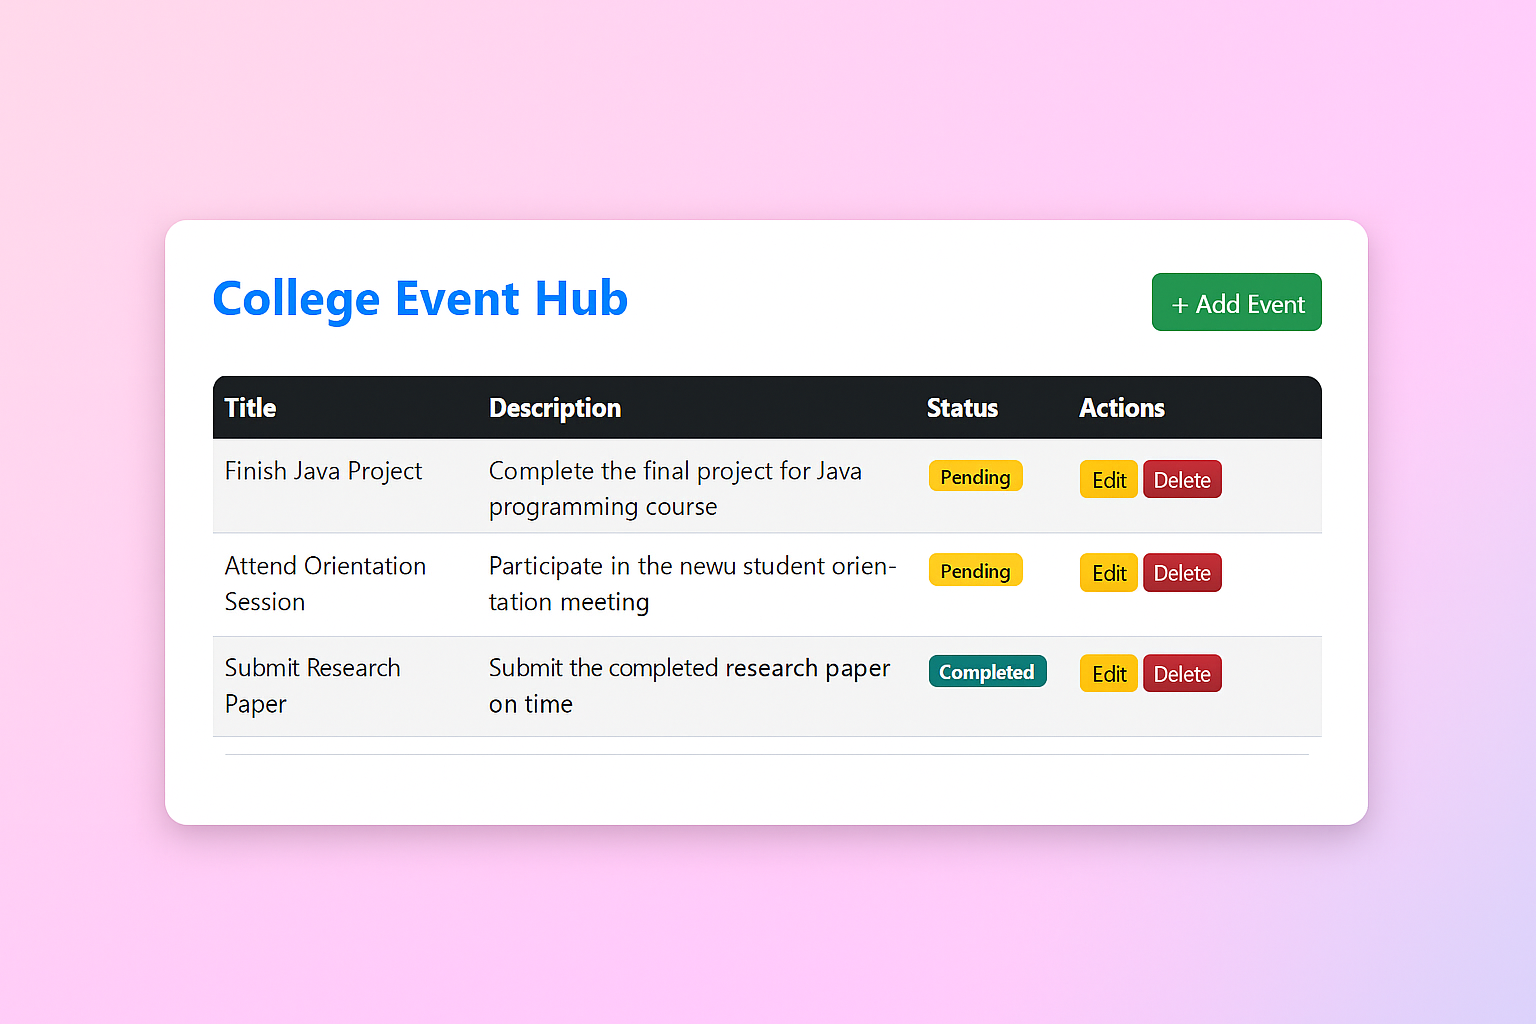 College Event Hub
+ Add Event
Title Description Status Actions
Finish Java Project Complete the final project for Java Pending Edit Delete
programming course
Attend Orientation Participate in the newu student orien- Pending Edit Delete
Session tation meeting
Submit Research Submit the completed research paper Completed Edit Delete
Paper on time